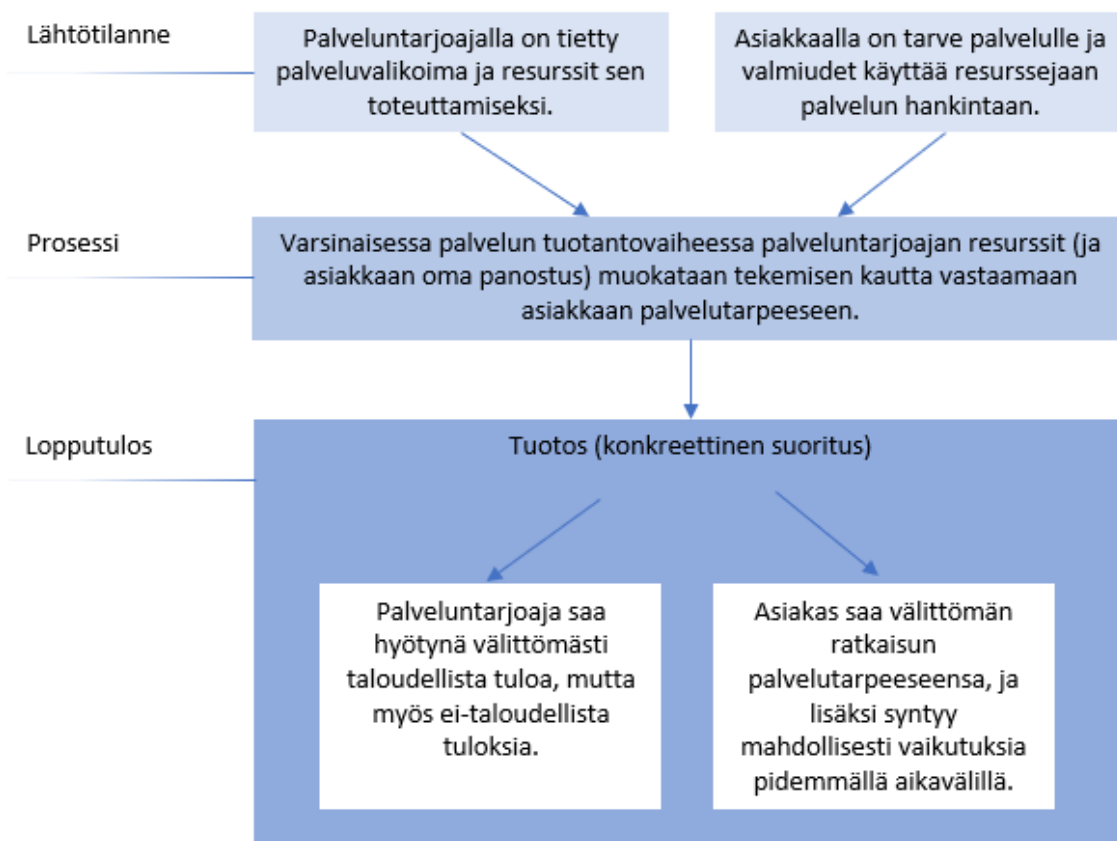 Lähtötilanne
Palveluntarjoajalla on tietty
palveluvalikoima ja resurssit sen
toteuttamiseksi.
Asiakkaalla on tarve palvelulle ja
valmiudet käyttää resurssejaan
palvelun hankintaan.
Prosessi
Varsinaisessa palvelun tuotantovaiheessa palveluntarjoajan resurssit (ja
asiakkaan oma panostus) muokataan tekemisen kautta vastaamaan
asiakkaan palvelutarpeeseen.
Lopputulos
Tuotos (konkreettinen suoritus)
Palveluntarjoaja saa
hyötynä välittömästi
taloudellista tuloa, mutta
myös ei-taloudellista
tuloksia.
Asiakas saa välittömän
ratkaisun
palvelutarpeeseensa, ja
lisäksi syntyy
mahdollisesti vaikutuksia
pidemmällä aikavälillä.